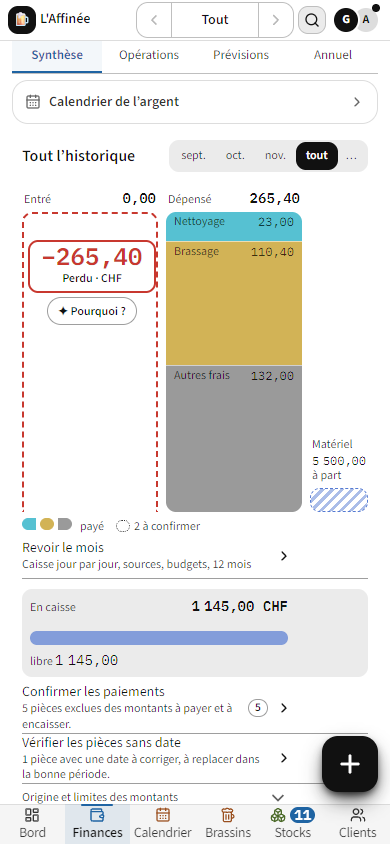 L'Affinée
Tout
G
A
Synthèse
Opérations
Prévisions
Annuel
Calendrier de l'argent
Tout l'historique
sept.
oct.
nov.
tout
...
Entré
0,00
Dépensé
265,40
Nettoyage
23,00
−265,40
Perdu · CHF
Brassage
110,40
Pourquoi ?
Autres frais
132,00
Matériel
5 500,00
à part
payé
2 à confirmer
Revoir le mois
Caisse jour par jour, sources, budgets, 12 mois
En caisse
1 145,00 CHF
libre 1 145,00
Confirmer les paiements
5 pièces exclues des montants à payer et à
encaisser.
5
Vérifier les pièces sans date
1 pièce avec une date à corriger, à replacer dans
la bonne période.
Origine et limites des montants
Bord
Finances
Calendrier
Brassins
11
Stocks
Clients